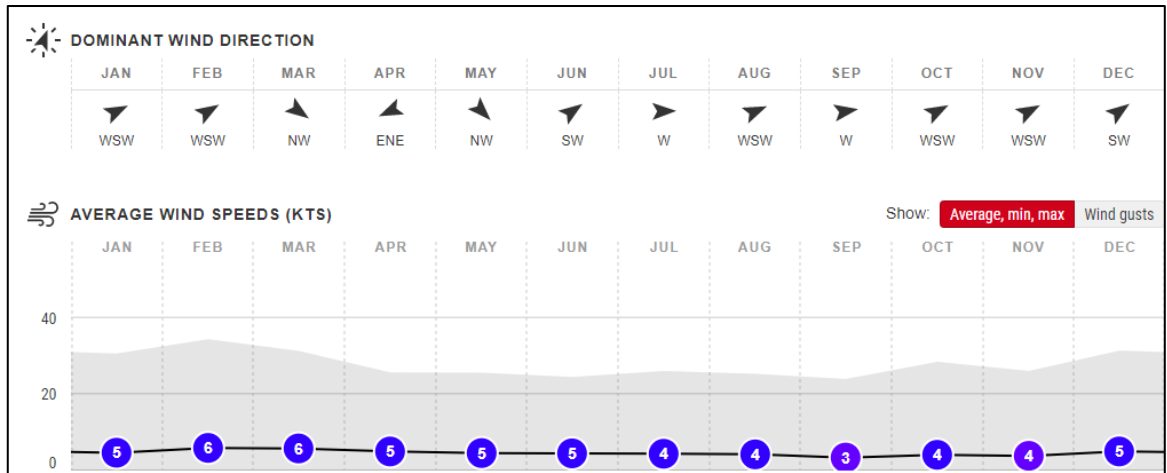 DOMINANT WIND DIRECTION
JAN FEB MAR APR MAY JUN JUL AUG SEP OCT NOV DEC
WSW WSW NW ENE NW SW W WSW W WSW WSW SW
AVERAGE WIND SPEEDS (KTS) Show: Average, min, max Wind gusts
JAN FEB MAR APR MAY JUN JUL AUG SEP OCT NOV DEC
40
20
0 5 6 6 5 5 5 4 4 3 4 4 5